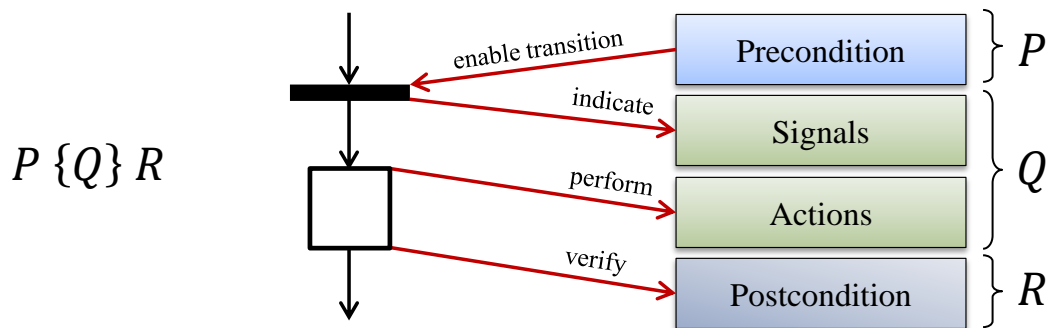 enable transition
Precondition
P
indicate
Signals
P {Q} R
Q
perform
Actions
verify
Postcondition
R